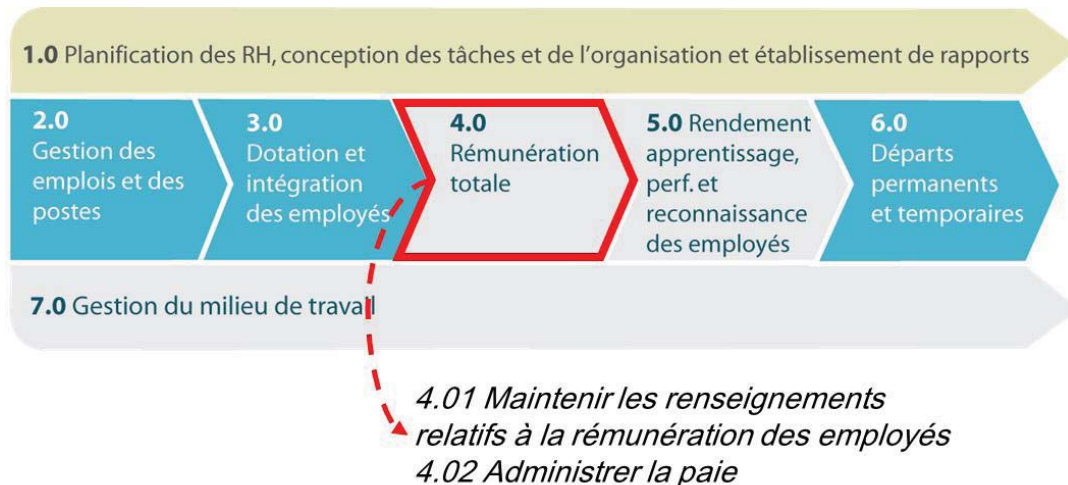 1.0 Planification des RH, conception des tâches et de l'organisation et établissement de rapports
2.0
Gestion des
emplois et des
postes
3.0
Dotation et
intégration
des employés
4.0
Rémunération
totale
5.0 Rendement
apprentissage,
perf. et
reconnaissance
des employés
6.0
Départs
permanents
et temporaires
7.0 Gestion du milieu de travail
4.01 Maintenir les renseignements
relatifs à la rémunération des employés
4.02 Administrer la paie